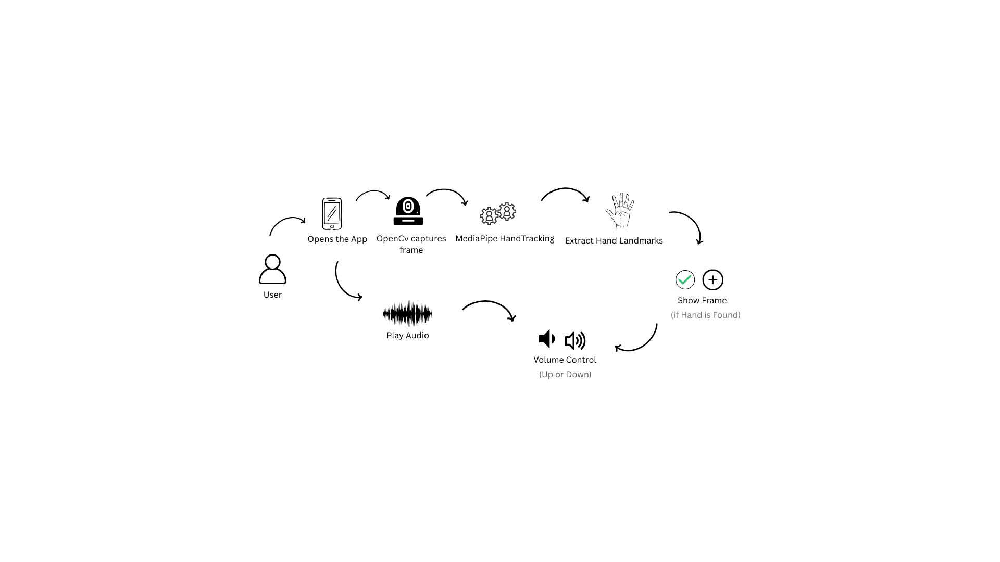 Opens the App
OpenCv captures
frame
MediaPipe HandTracking
Extract Hand Landmarks
User
Play Audio
Show Frame
(if Hand is Found)
Volume Control
(Up or Down)